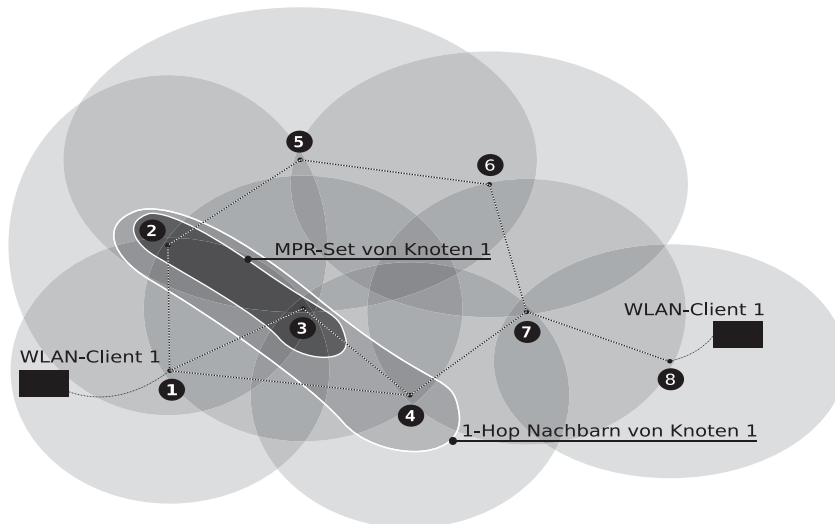 5
6
2
MPR-Set von Knoten 1
WLAN-Client 1
3
7
WLAN-Client 1
8
1
4
1-Hop Nachbarn von Knoten 1